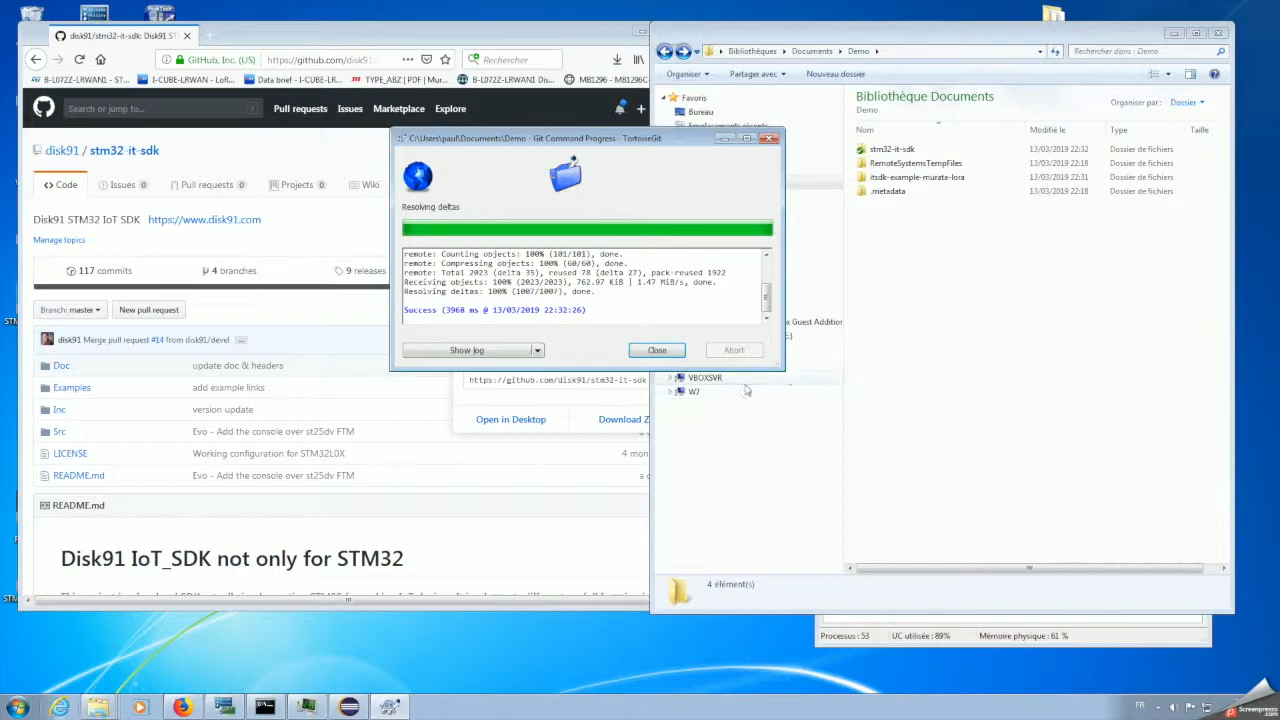 disk91/stm32-it-sdk: Disk91 ST
GitHub, Inc. (US)
https://github.com/disk91
Rechercher
B-L072Z-LRWAN1 - ST...
I-CUBE-LRWAN - LoR...
Data brief - I-CUBE-L...
TYPE_ABZ | PDF | Mur...
B-L072Z-LRWAN1 Dis...
MB1296 - MB1296C
Search or jump to...
/
Pull requests
Issues
Marketplace
Explore
disk91 / stm32-it-sdk
Code
Issues 0
Pull requests 0
Projects 0
Wiki
Disk91 STM32 IoT SDK https://www.disk91.com
Manage topics
117 commits
4 branches
9 releases
Branch: master
New pull request
disk91 Merge pull request #14 from disk91/devel ...
Doc
update doc & headers
Examples
add example links
Inc
version update
Src
Evo - Add the console over st25dv FTM
LICENSE
Working configuration for STM32L0X
4 mon
README.md
Evo - Add the console over st25dv FTM
README.md
Disk91 IoT_SDK not only for STM32
https://github.com/disk91/stm32-it-sdk
Open in Desktop
Download Z
C:\Users\paul\Documents\Demo - Git Command Progress - TortoiseGit
Resolving deltas
remote: Counting objects: 100% (101/101), done.
remote: Compressing objects: 100% (60/60), done.
remote: Total 2023 (delta 35), reused 78 (delta 27), pack-reused 1922
Receiving objects: 100% (2023/2023), 762.97 KiB | 1.47 MiB/s, done.
Resolving deltas: 100% (1007/1007), done.
Success (3968 ms @ 13/03/2019 22:32:26)
Show log
Close
Abort
Bibliothèques
Documents
Demo
Rechercher dans : Demo
Organiser
Partager avec
Nouveau dossier
Favoris
Bureau
Emplacements récents
x Guest Addition
VBOXSVR
W7
Bibliothèque Documents
Demo
Organiser par :
Dossier
Nom
Modifié le
Type
Taille
stm32-it-sdk
13/03/2019 22:32
Dossier de fichiers
RemoteSystemsTempFiles
13/03/2019 22:18
Dossier de fichiers
itsdk-example-murata-lora
13/03/2019 22:31
Dossier de fichiers
.metadata
13/03/2019 22:18
Dossier de fichiers
4 élément(s)
Processus : 53
UC utilisée : 89%
Mémoire physique : 61 %
FR
Screenpresso
.com